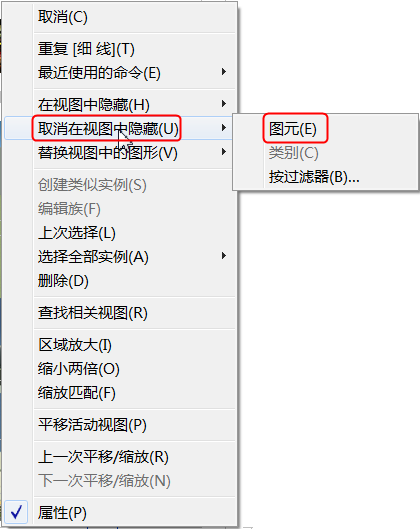 取消(C)
重复 [细 线](T)
最近使用的命令(E)
在视图中隐藏(H)
取消在视图中隐藏(U)
图元(E)
替换视图中的图形(V)
类别(C)
按过滤器(B)...
创建类似实例(S)
编辑族(F)
上次选择(L)
选择全部实例(A)
删除(D)
查找相关视图(R)
区域放大(I)
缩小两倍(O)
缩放匹配(F)
平移活动视图(P)
上一次平移/缩放(R)
下一次平移/缩放(N)
属性(P)